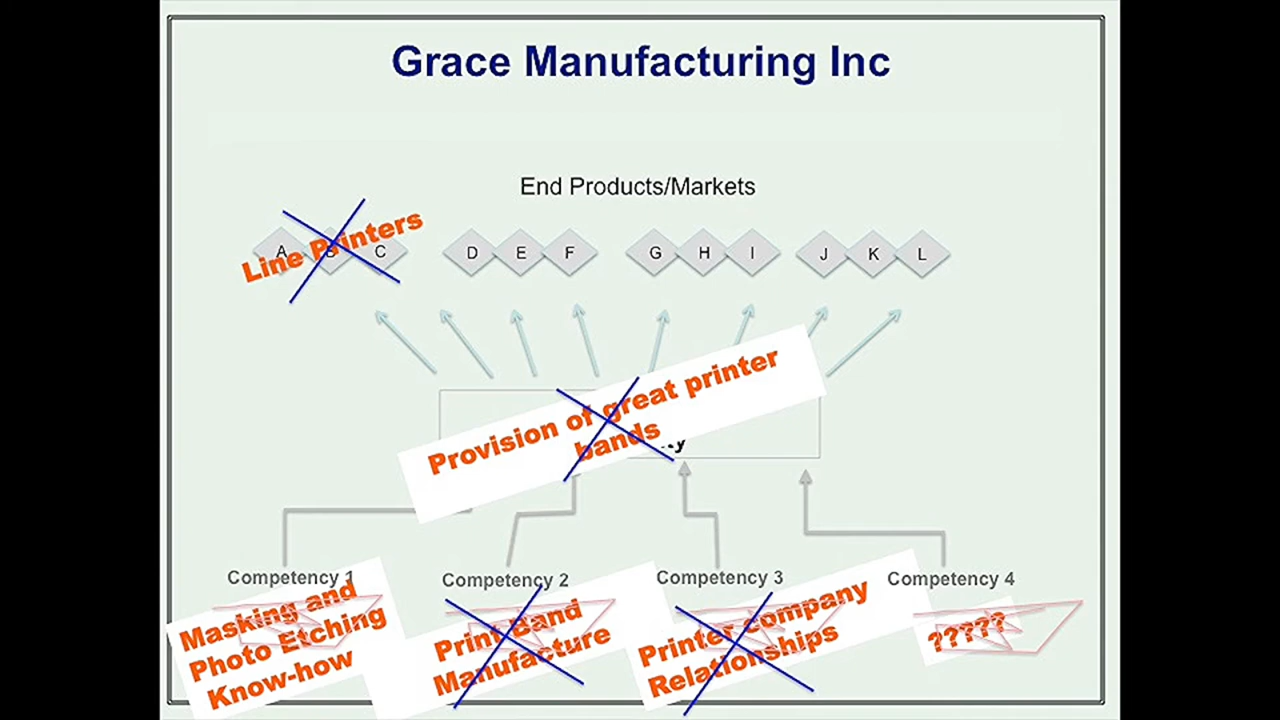 Grace Manufacturing Inc
End Products/Markets
Line Printers
A B C D E F G H I J K L
Provision of great printer
bands
Competency 1 Competency 2 Competency 3 Competency 4
Masking and
Photo Etching
Know-how
Print Band
Manufacture
Printer company
Relationships
?????